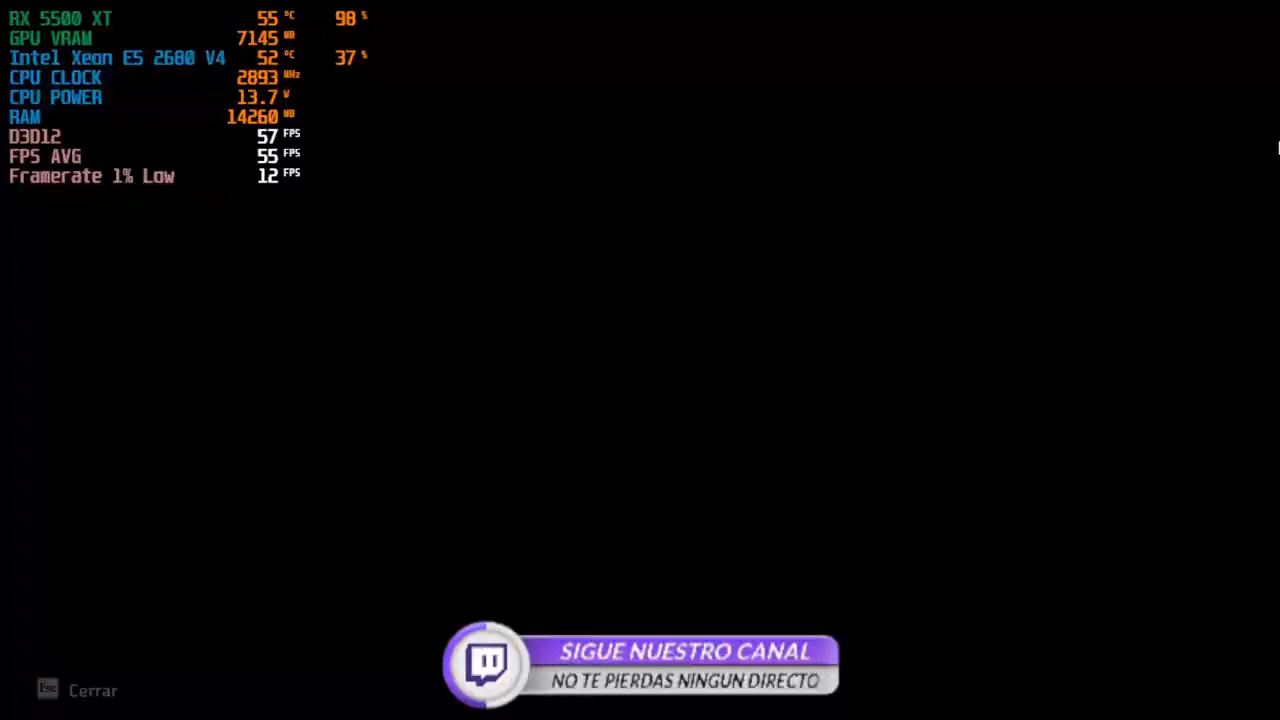 RX 5500 XT 55 °C 98 %
GPU VRAM 7145 MB
Intel Xeon E5 2680 V4 52 °C 37 %
CPU CLOCK 2893 MHz
CPU POWER 13.7 V
RAM 14260 MB
D3D12 57 FPS
FPS AVG 55 FPS
Framerate 1% Low 12 FPS
SIGUE NUESTRO CANAL
NO TE PIERDAS NINGUN DIRECTO
Esc Cerrar